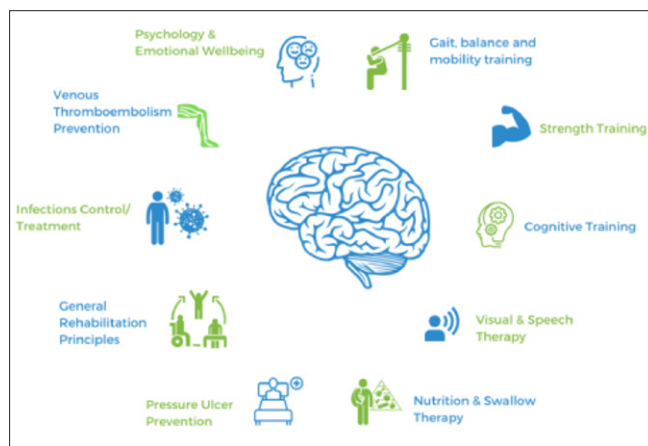 Psychology &
Emotional Wellbeing
Gait, balance and
mobility training
Venous
Thromboembolism
Prevention
Strength Training
Infections Control/
Treatment
Cognitive Training
General
Rehabilitation
Principles
Visual & Speech
Therapy
Pressure Ulcer
Prevention
Nutrition & Swallow
Therapy